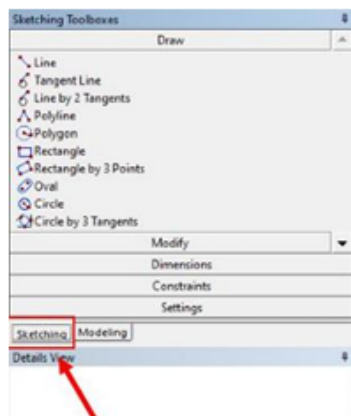 Sketching Toolboxes
Draw
Line
Tangent Line
Line by 2 Tangents
Polyline
Polygon
Rectangle
Rectangle by 3 Points
Oval
Circle
Circle by 3 Tangents
Modify
Dimensions
Constraints
Settings
Sketching Modeling
Details View